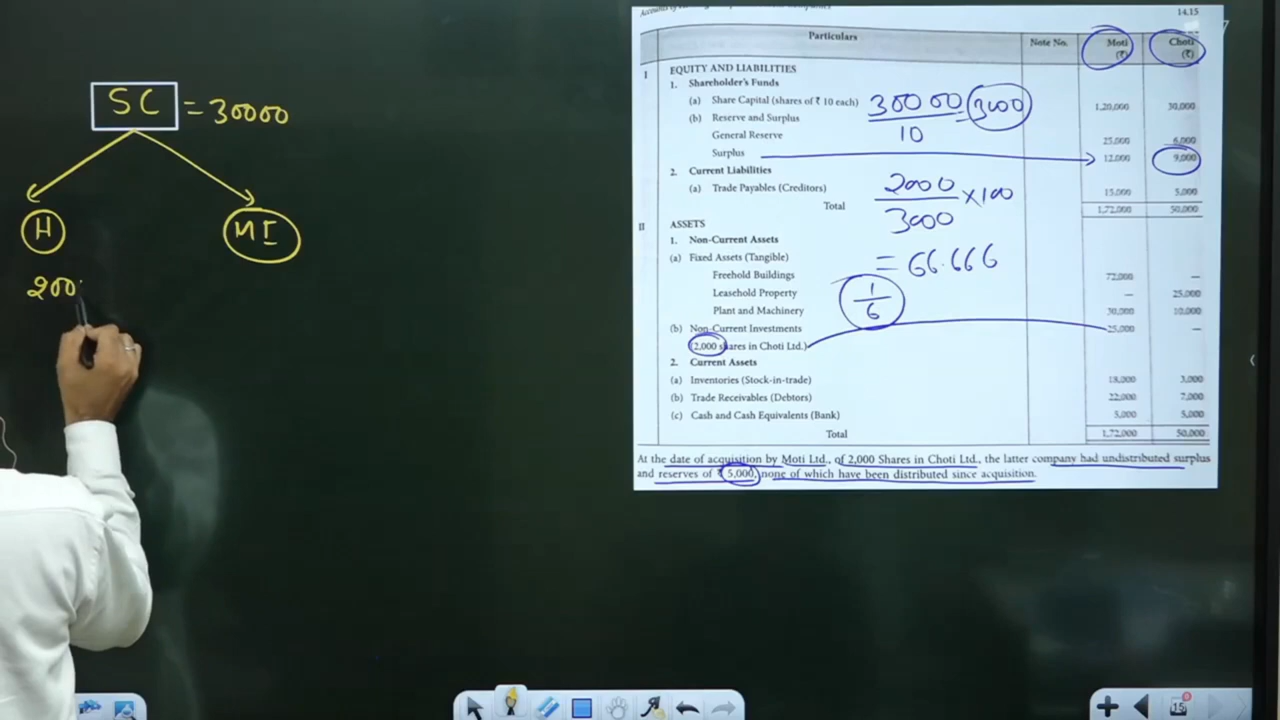 SC = 30000
H
MI
200
14.15
Particulars Note No. Moti (₹) Choti (₹)
I EQUITY AND LIABILITIES
1. Shareholder's Funds
(a) Share Capital (shares of ₹ 10 each) 1,20,000 30,000
(b) Reserve and Surplus
General Reserve 25,000 6,000
Surplus 12,000 9,000
2. Current Liabilities
(a) Trade Payables (Creditors) 15,000 5,000
Total 1,72,000 50,000
II ASSETS
1. Non-Current Assets
(a) Fixed Assets (Tangible)
Freehold Buildings 72,000 —
Leasehold Property — 25,000
Plant and Machinery 30,000 10,000
(b) Non-Current Investments 25,000 —
(2,000 shares in Choti Ltd.)
2. Current Assets
(a) Inventories (Stock-in-trade) 18,000 3,000
(b) Trade Receivables (Debtors) 22,000 7,000
(c) Cash and Cash Equivalents (Bank) 5,000 5,000
Total 1,72,000 50,000
At the date of acquisition by Moti Ltd., of 2,000 Shares in Choti Ltd., the latter company had undistributed surplus
and reserves of ₹ 5,000, none of which have been distributed since acquisition.
30000
10
= 3000
2000
3000
×100
= 66.666
1
6
15